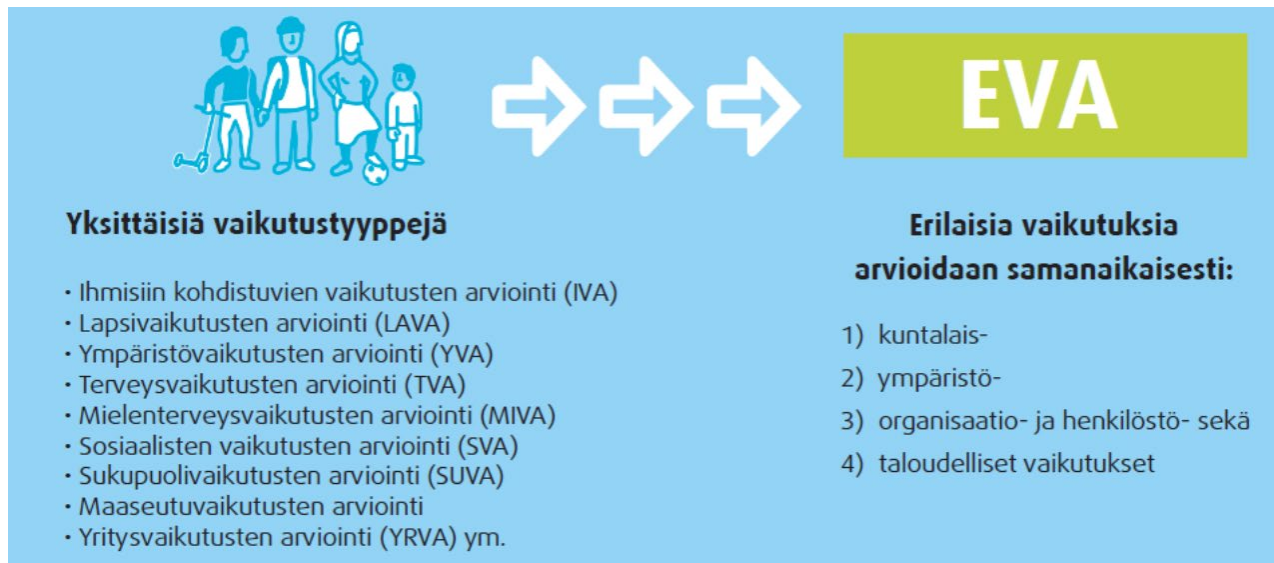 EVA
Yksittäisiä vaikutustyyppejä
· Ihmisiin kohdistuvien vaikutusten arviointi (IVA)
· Lapsivaikutusten arviointi (LAVA)
· Ympäristövaikutusten arviointi (YVA)
· Terveysvaikutusten arviointi (TVA)
· Mielenterveysvaikutusten arviointi (MIVA)
· Sosiaalisten vaikutusten arviointi (SVA)
· Sukupuolivaikutusten arviointi (SUVA)
· Maaseutuvaikutusten arviointi
· Yritysvaikutusten arviointi (YRVA) ym.
Erilaisia vaikutuksia
arvioidaan samanaikaisesti:
1) kuntalais-
2) ympäristö-
3) organisaatio- ja henkilöstö- sekä
4) taloudelliset vaikutukset